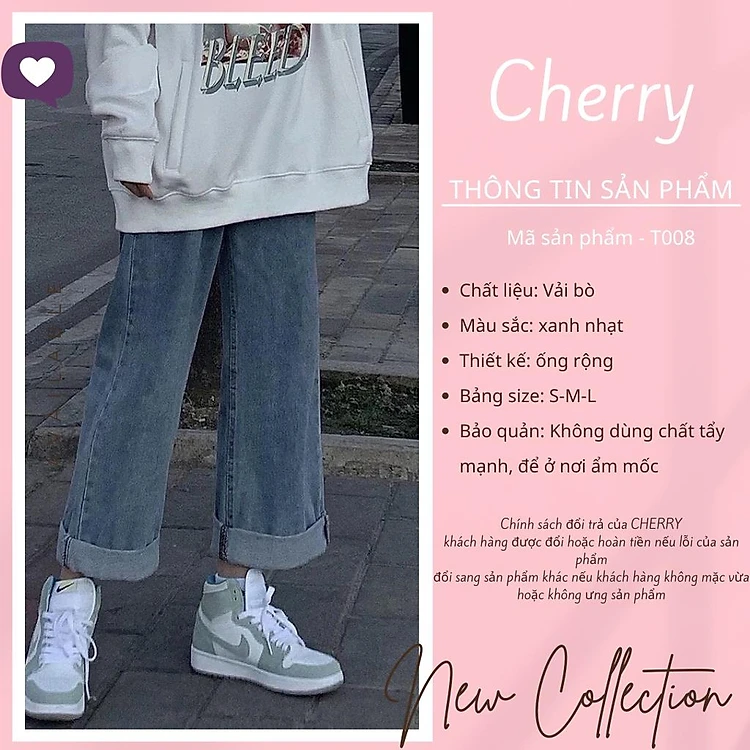 BLEED
Cherry
THÔNG TIN SẢN PHẨM
Mã sản phẩm - T008
Chất liệu: Vải bò
Màu sắc: xanh nhạt
Thiết kế: ống rộng
Bảng size: S-M-L
Bảo quản: Không dùng chất tẩy
mạnh, để ở nơi ẩm mốc
Chính sách đổi trả của CHERRY
khách hàng được đổi hoặc hoàn tiền nếu lỗi của sản
phẩm
đổi sang sản phẩm khác nếu khách hàng không mặc vừa
hoặc không ưng sản phẩm
New Collection